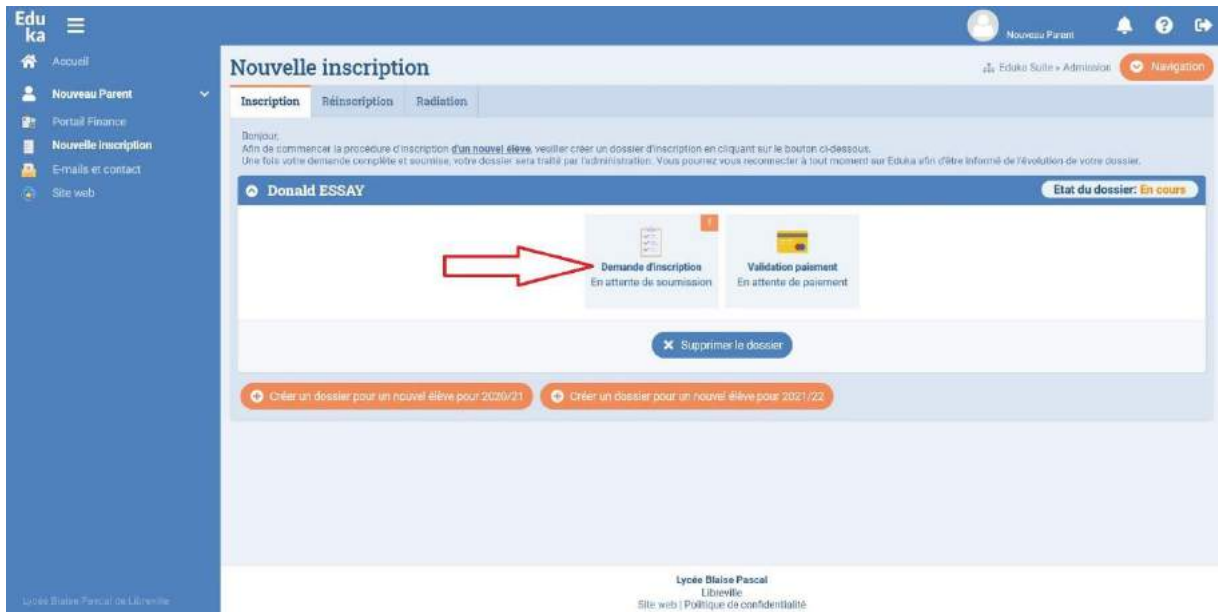 Edu
ka
Nouveau Parent
Accueil
Nouveau Parent
Portail Finance
Nouvelle inscription
E-mails et contact
Site web
Nouvelle inscription
Eduka Suite » Admission
Navigation
Inscription
Réinscription
Radiation
Bonjour,
Afin de commencer la procédure d'inscription d'un nouvel élève, veuiller créer un dossier d'inscription en cliquant sur le bouton ci-dessous.
Une fois votre demande complète et soumise, votre dossier sera traité par l'administration. Vous pourrez vous reconnecter à tout moment sur Eduka afin d'être informé de l'évolution de votre dossier.
Donald ESSAY
Etat du dossier: En cours
!
Demande d'inscription
En attente de soumission
Validation paiement
En attente de paiement
Supprimer le dossier
Créer un dossier pour un nouvel élève pour 2020/21
Créer un dossier pour un nouvel élève pour 2021/22
Lycée Blaise Pascal
Libreville
Site web | Politique de confidentialité
Lycée Blaise Pascal de Libreville